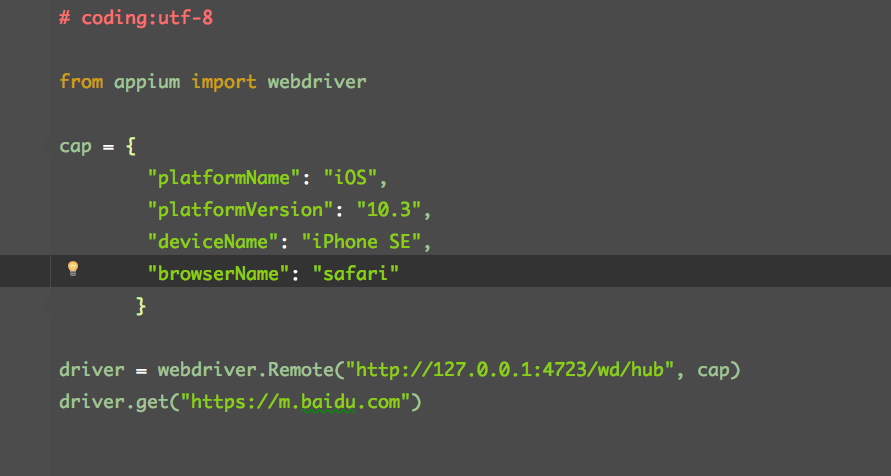 # coding:utf-8
from appium import webdriver
cap = {
"platformName": "iOS",
"platformVersion": "10.3",
"deviceName": "iPhone SE",
"browserName": "safari"
}
driver = webdriver.Remote("http://127.0.0.1:4723/wd/hub", cap)
driver.get("https://m.baidu.com")